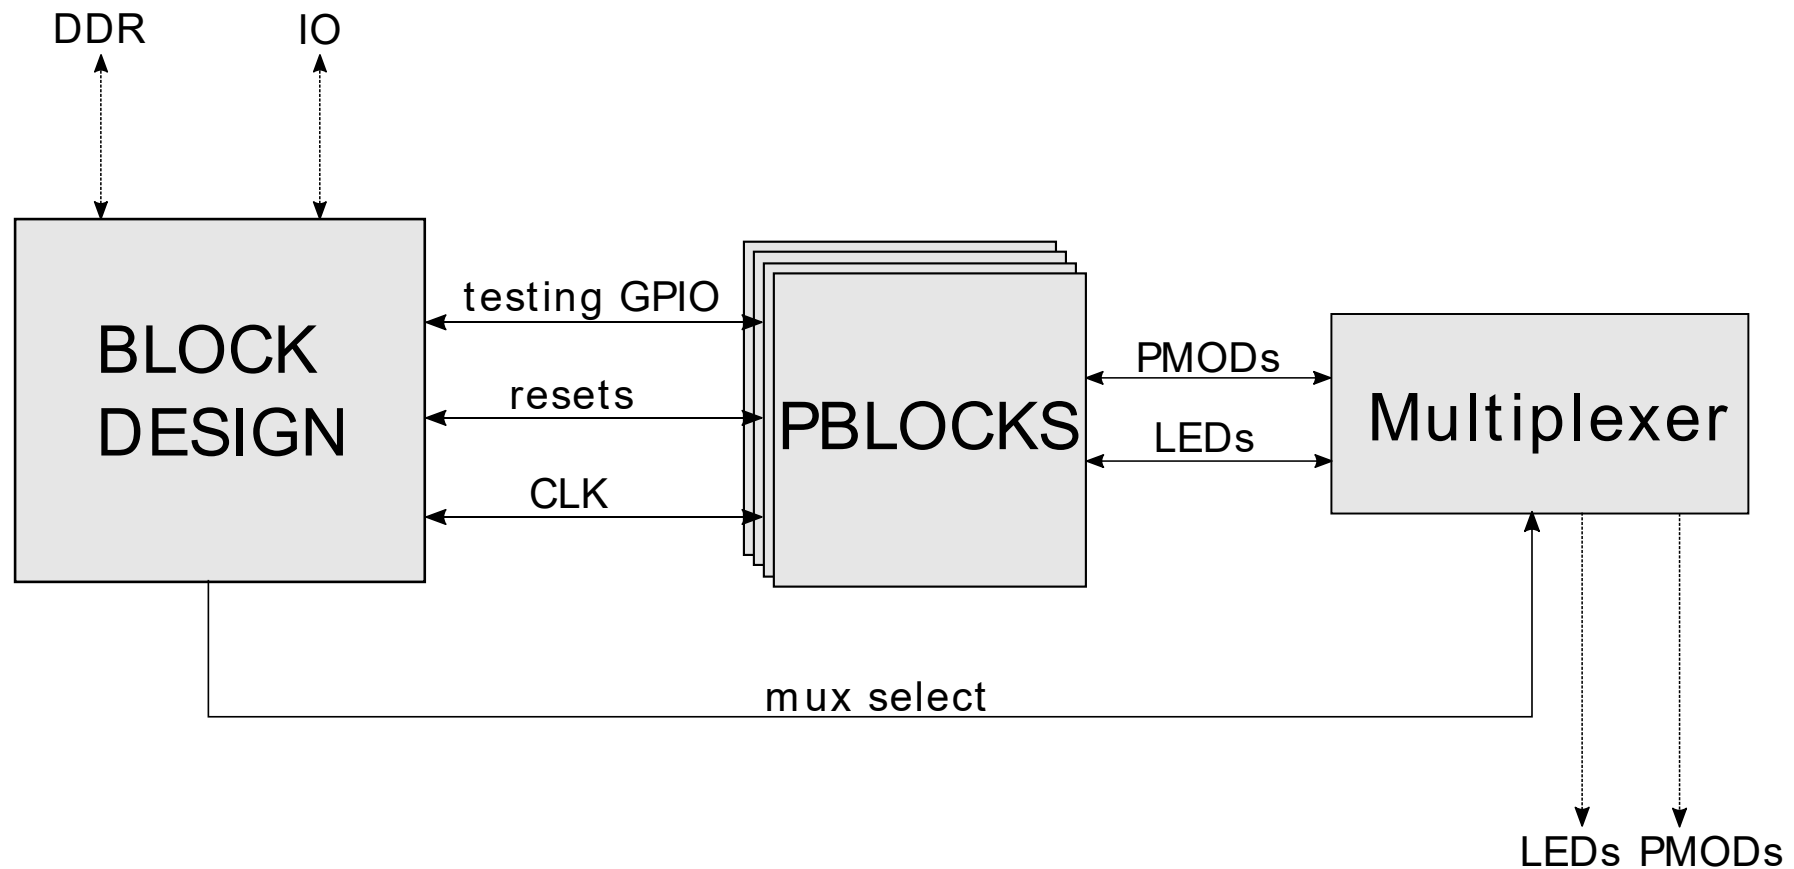 DDR
IO
testing GPIO
BLOCK
DESIGN
resets
CLK
PBLOCKS
PMODs
LEDs
Multiplexer
mux select
LEDs
PMODs